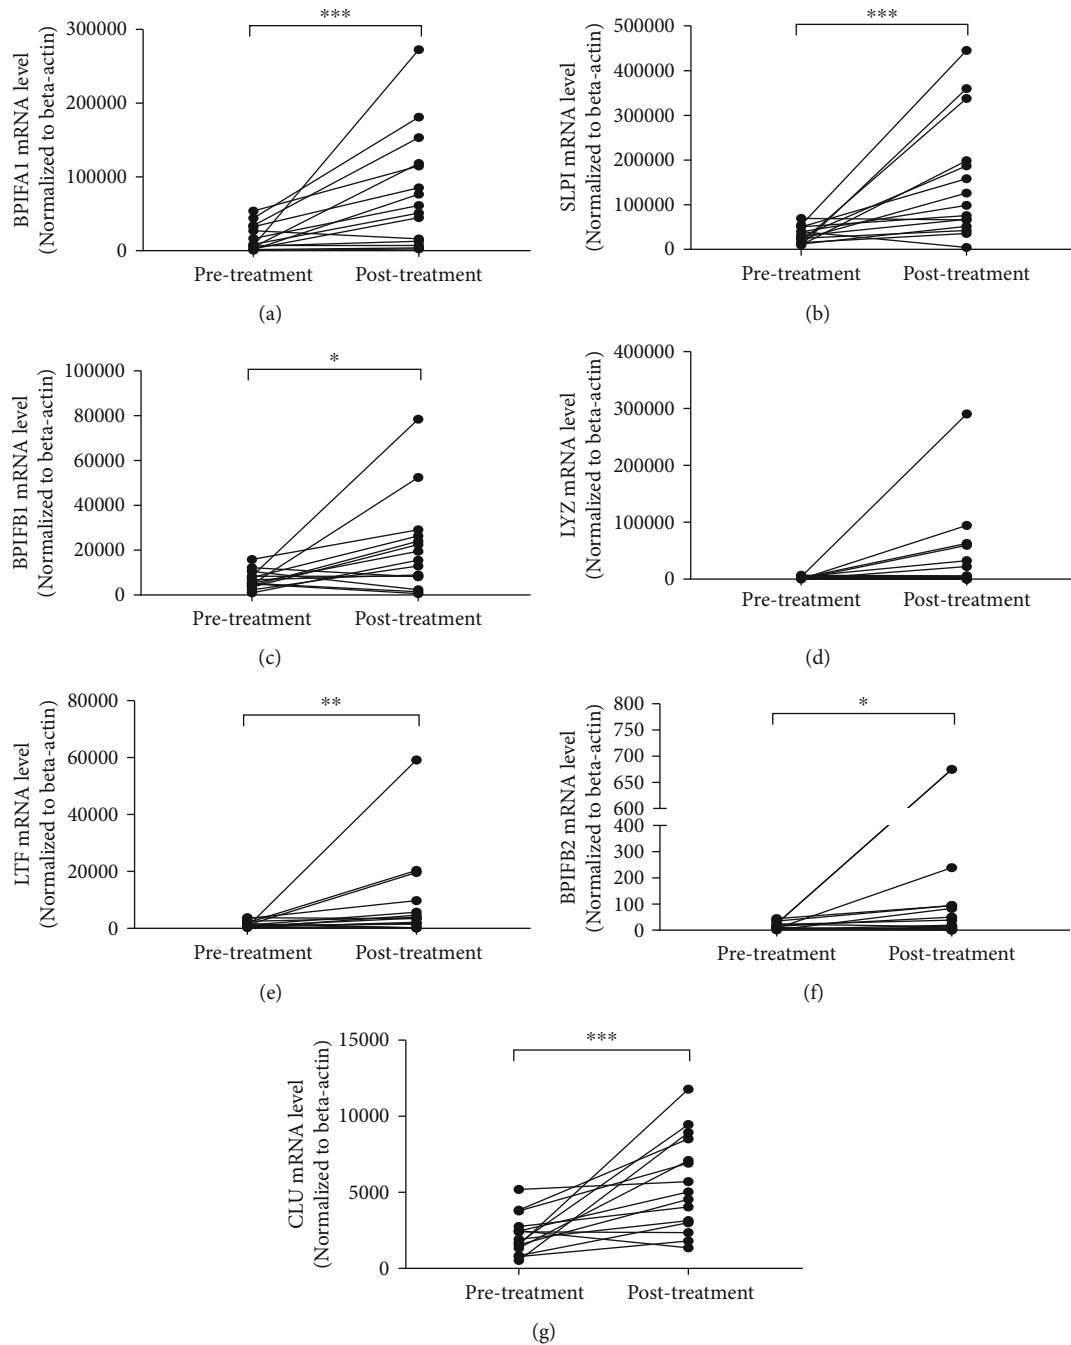 BPIFA1 mRNA level
(Normalized to beta-actin)
300000
200000
100000
0
***
Pre-treatment
Post-treatment
(a)
SLPI mRNA level
(Normalized to beta-actin)
500000
400000
300000
200000
100000
0
***
Pre-treatment
Post-treatment
(b)
BPIFB1 mRNA level
(Normalized to beta-actin)
100000
80000
60000
40000
20000
0
*
Pre-treatment
Post-treatment
(c)
LYZ mRNA level
(Normalized to beta-actin)
400000
300000
200000
100000
0
Pre-treatment
Post-treatment
(d)
LTF mRNA level
(Normalized to beta-actin)
80000
60000
40000
20000
0
**
Pre-treatment
Post-treatment
(e)
BPIFB2 mRNA level
(Normalized to beta-actin)
800
750
700
650
600
400
300
200
100
0
*
Pre-treatment
Post-treatment
(f)
CLU mRNA level
(Normalized to beta-actin)
15000
10000
5000
0
***
Pre-treatment
Post-treatment
(g)